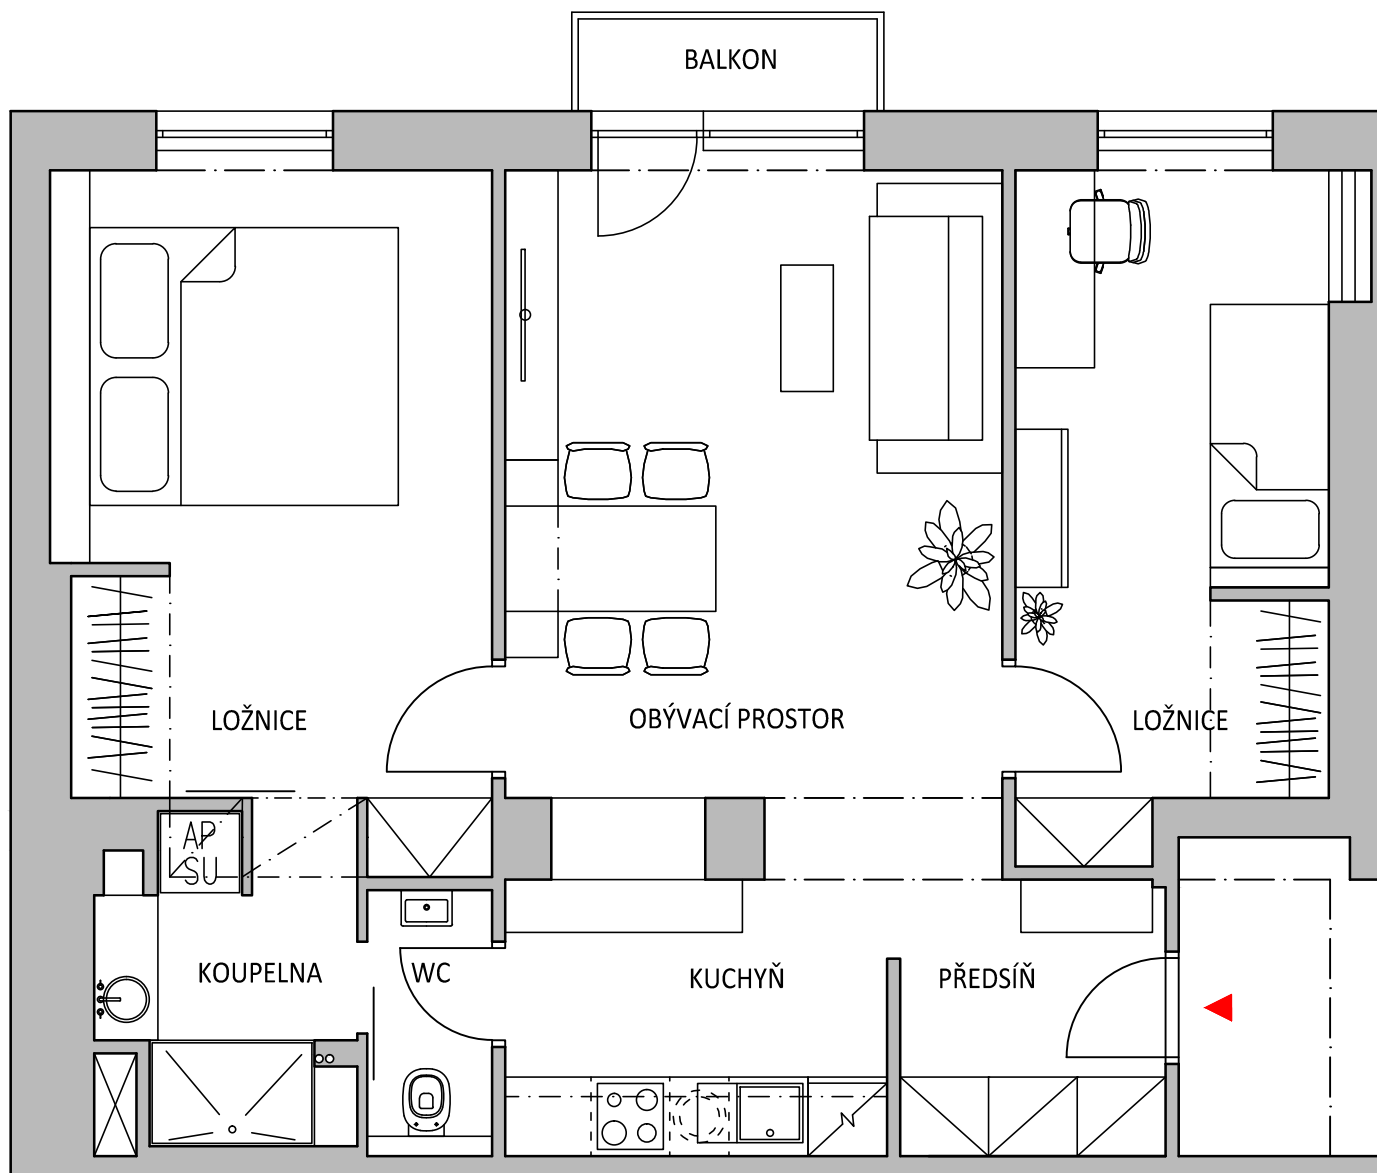 BALKON
LOŽNICE
OBÝVACÍ PROSTOR
LOŽNICE
AP
SU
KOUPELNA
WC
KUCHYŇ
PŘEDSÍŇ